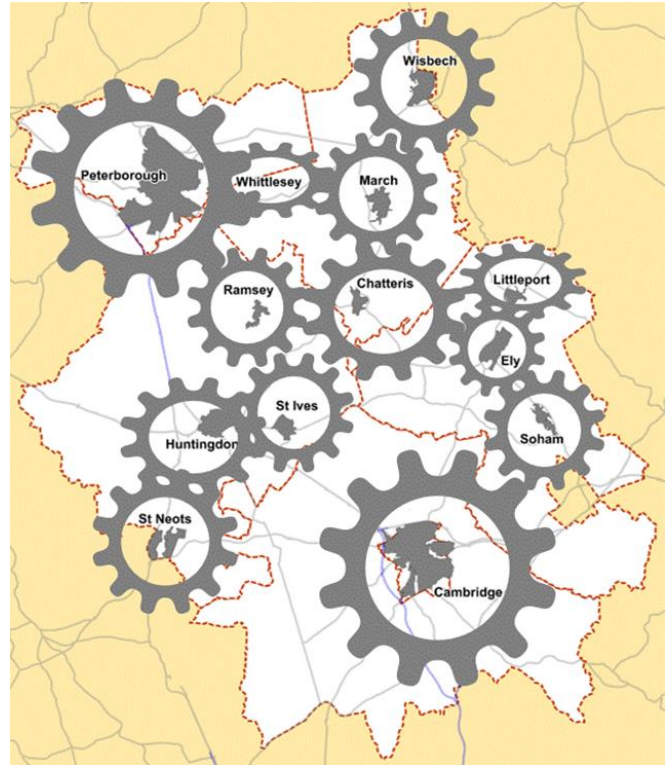 Wisbech
Peterborough
Whittlesey
March
Ramsey
Chatteris
Littleport
Ely
St Ives
Huntingdon
Soham
St Neots
Cambridge